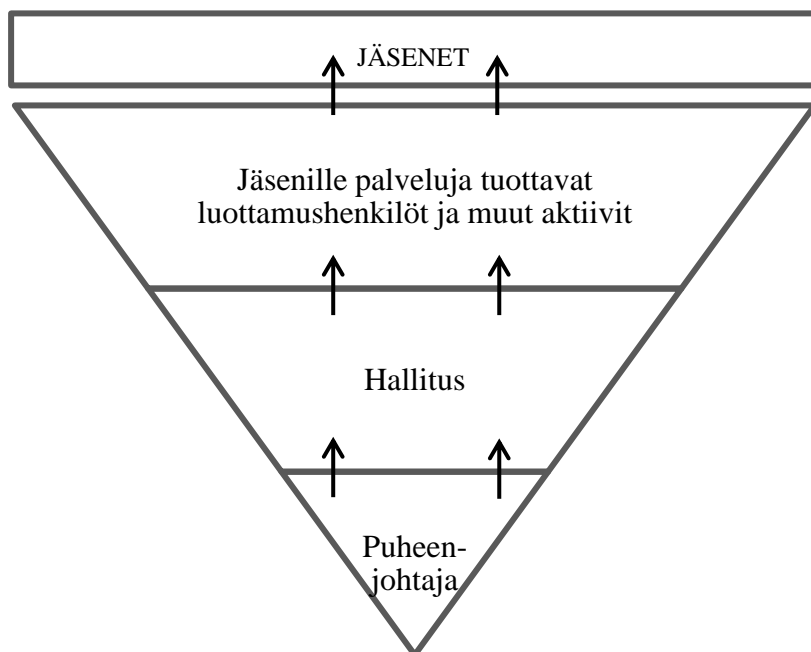 JÄSENET
Jäsenille palveluja tuottavat
luottamushenkilöt ja muut aktiivit
Hallitus
Puheen-
johtaja